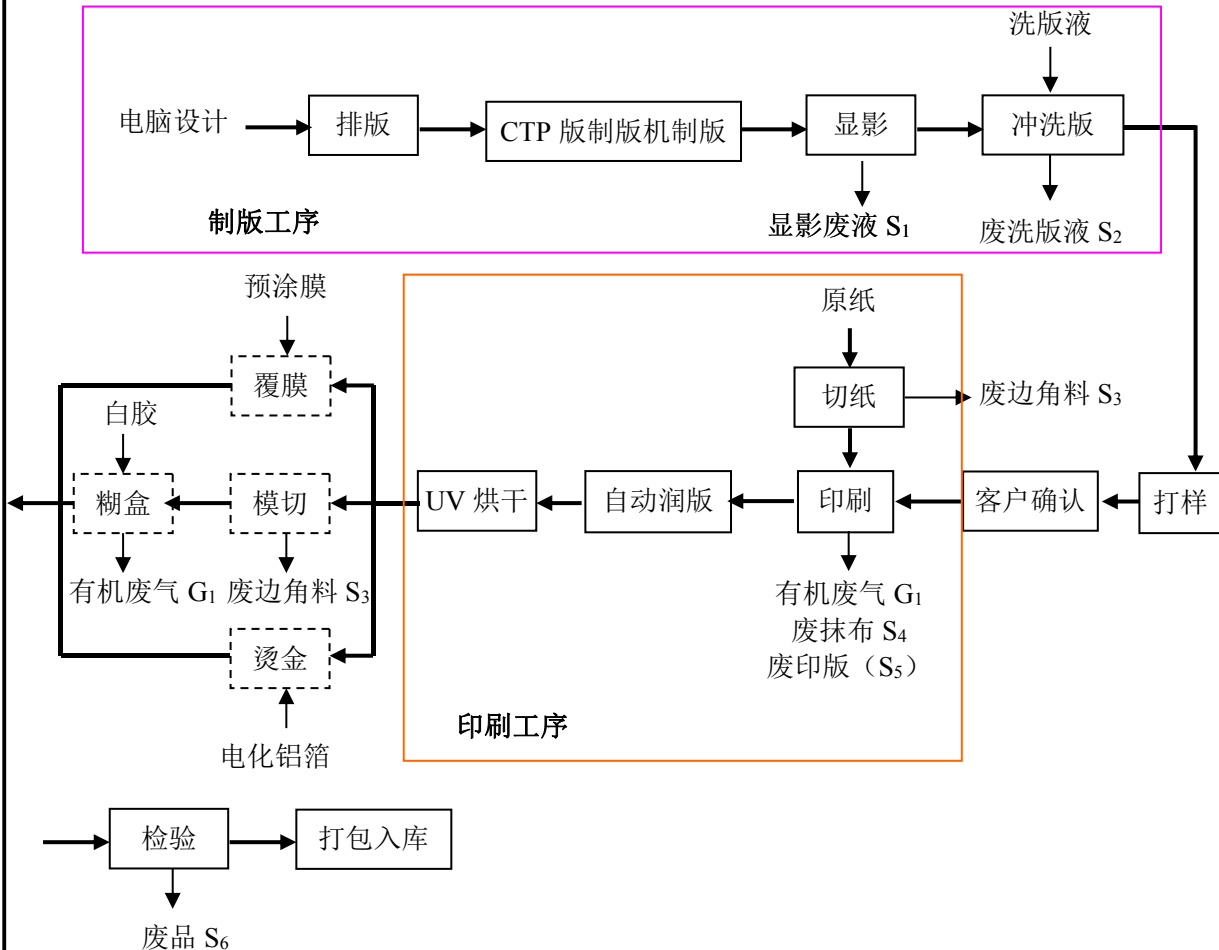 洗版液
电脑设计
排版
CTP 版制版机制版
显影
冲洗版
制版工序
显影废液 S₁
废洗版液 S₂
预涂膜
原纸
覆膜
切纸
废边角料 S₃
白胶
糊盒
模切
UV 烘干
自动润版
印刷
客户确认
打样
有机废气 G₁
废边角料 S₃
有机废气 G₁
废抹布 S₄
废印版（S₅）
烫金
印刷工序
电化铝箔
检验
打包入库
废品 S₆